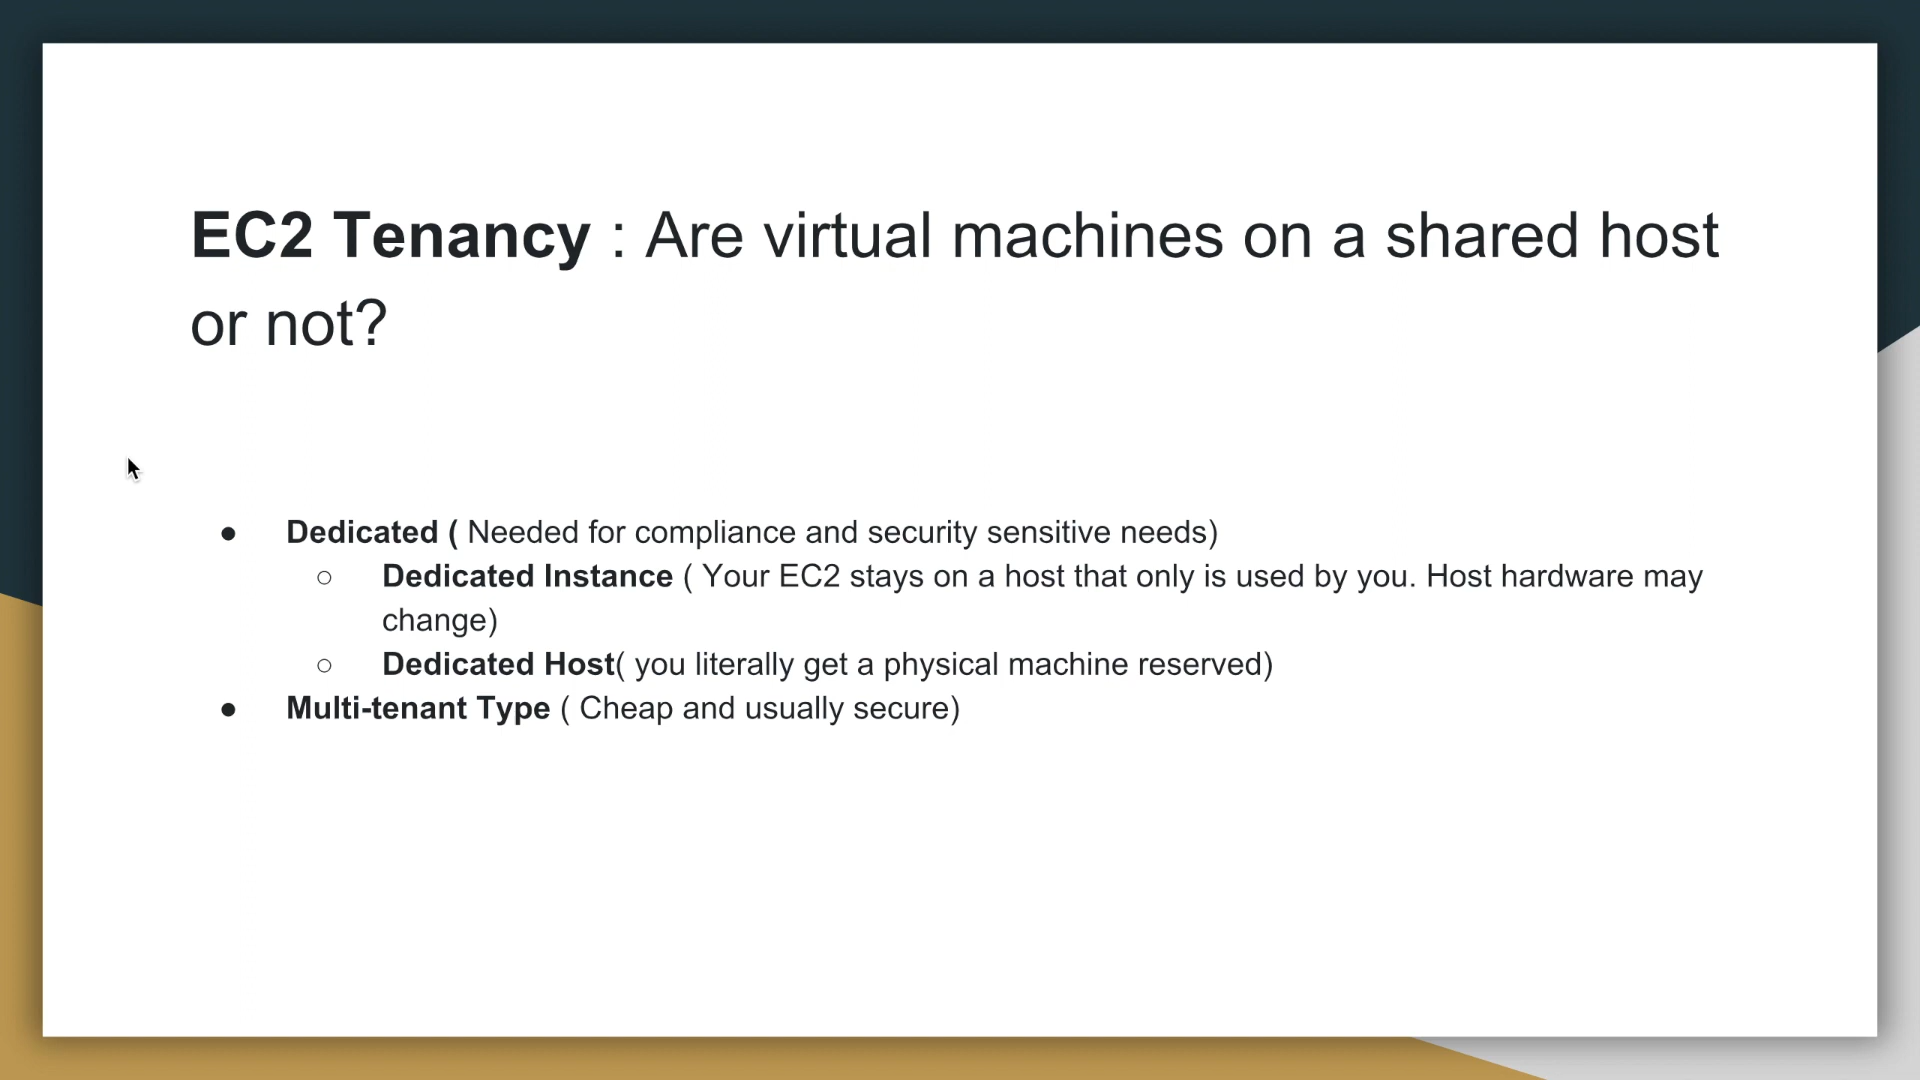 EC2 Tenancy : Are virtual machines on a shared host
or not?
● Dedicated ( Needed for compliance and security sensitive needs)
○ Dedicated Instance ( Your EC2 stays on a host that only is used by you. Host hardware may
change)
○ Dedicated Host( you literally get a physical machine reserved)
● Multi-tenant Type ( Cheap and usually secure)